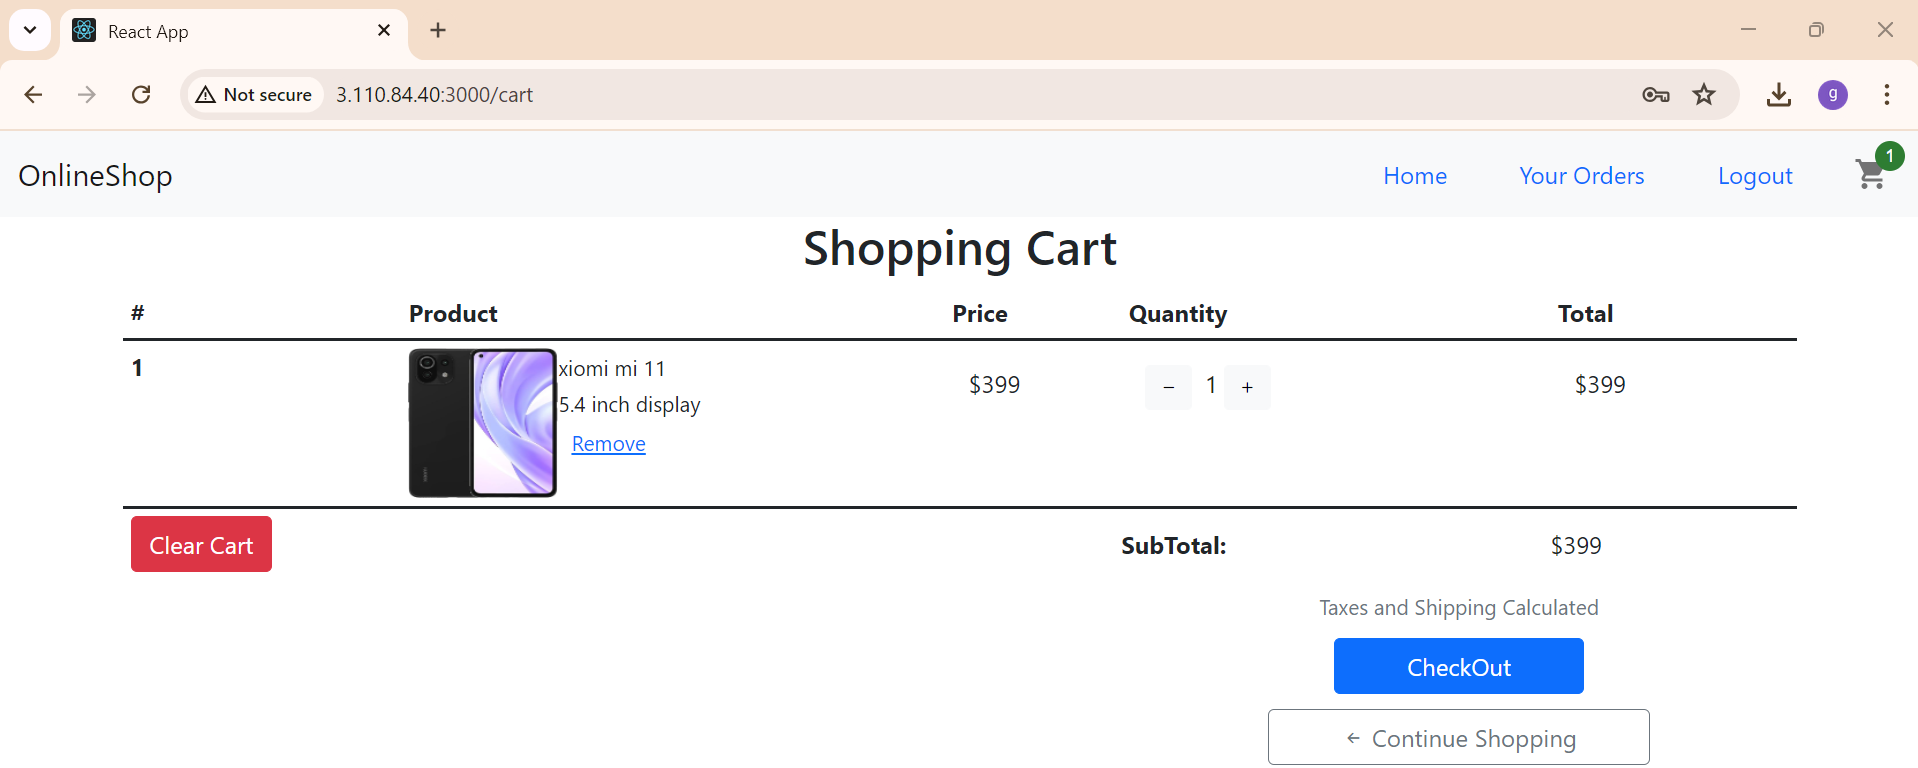 React App
Not secure 3.110.84.40:3000/cart g
OnlineShop Home Your Orders Logout 1
Shopping Cart
# Product Price Quantity Total
1 xiomi mi 11
$399 − 1 + $399
5.4 inch display
Remove
Clear Cart SubTotal: $399
Taxes and Shipping Calculated
CheckOut
← Continue Shopping